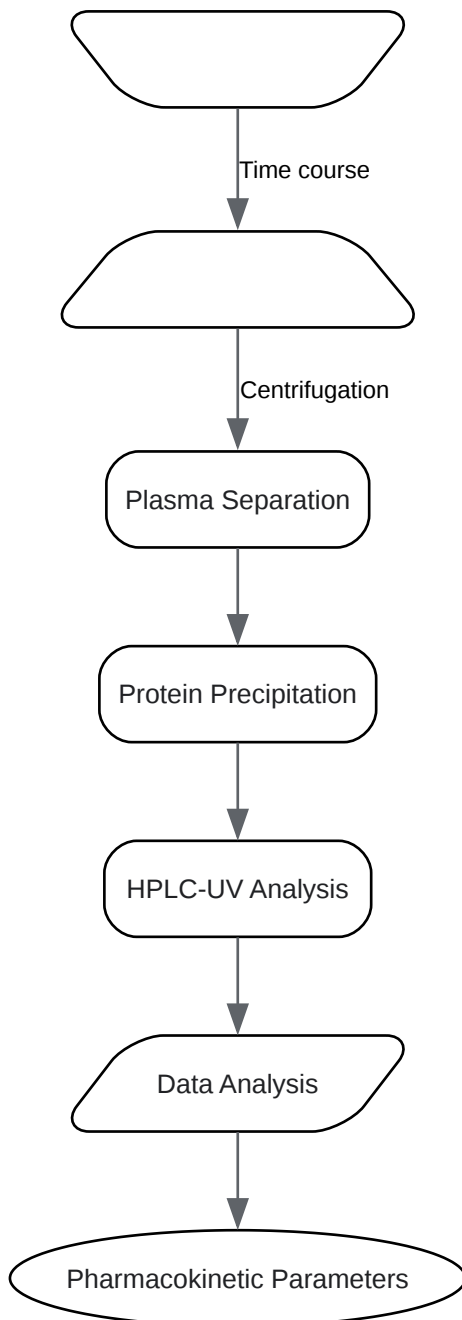 Time course
Centrifugation
Plasma Separation
Protein Precipitation
HPLC-UV Analysis
Data Analysis
Pharmacokinetic Parameters